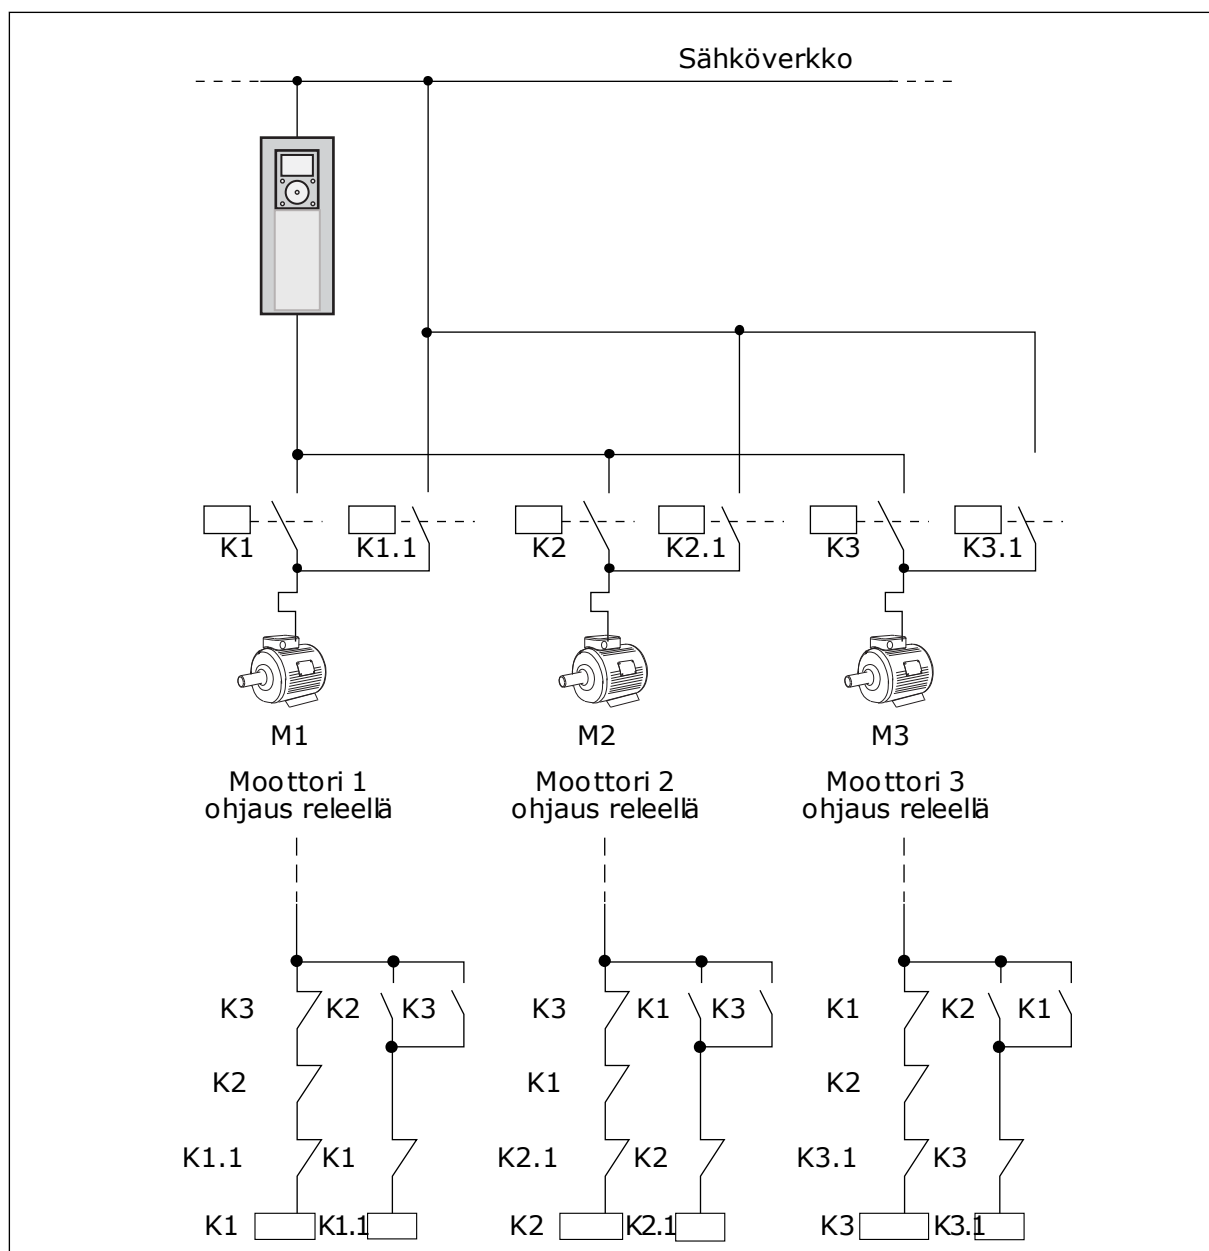 Sähköverkko
K1
K1.1
K2
K2.1
K3
K3.1
M1
M2
M3
Moottori 1
ohjaus releellä
Moottori 2
ohjaus releellä
Moottori 3
ohjaus releellä
K3
K2
K3
K3
K1
K3
K1
K2
K1
K2
K1
K2
K1.1
K1
K2.1
K2
K3.1
K3
K1
K1.1
K2
K2.1
K3
K3.1